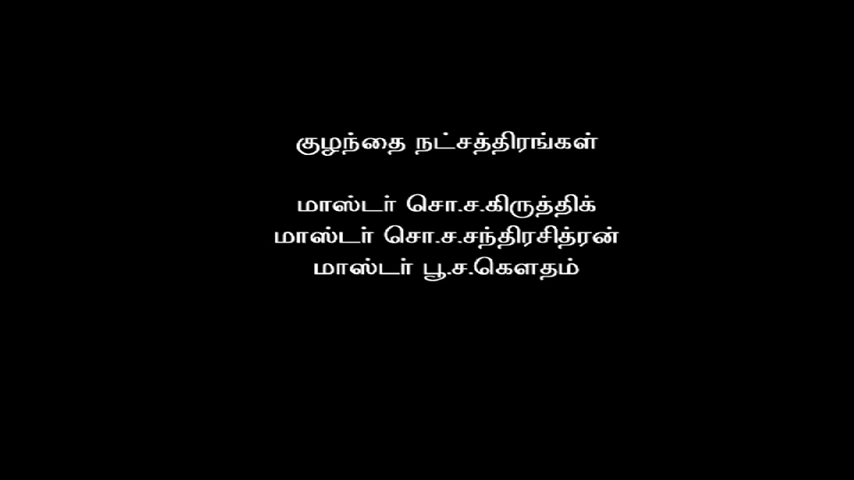 குழந்தை நட்சத்திரங்கள்
மாஸ்டர் சொ.ச.கிருத்திக்
மாஸ்டர் சொ.ச.சந்திரசித்ரன்
மாஸ்டர் பூ.ச.கௌதம்